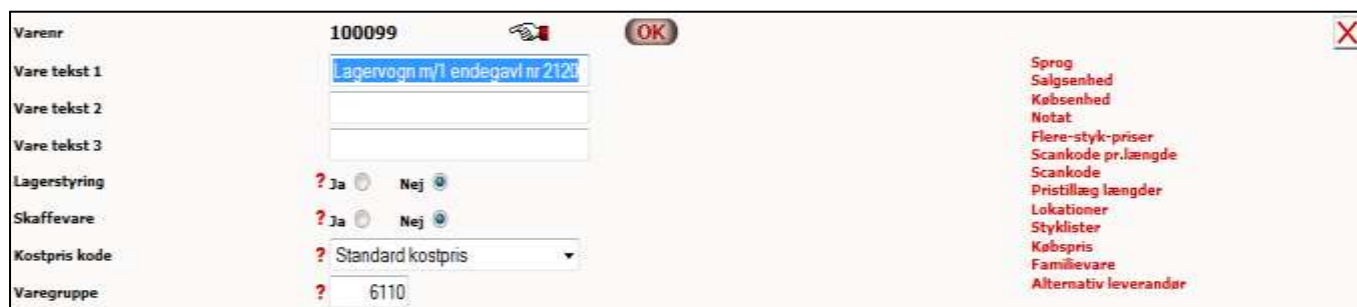 Varenr 100099 OK X
Vare tekst 1 Lagervogn m/1 endegavl nr 2120
Vare tekst 2
Vare tekst 3
Lagerstyring ? Ja Nej
Skaffevare ? Ja Nej
Kostpris kode ? Standard kostpris
Varegruppe ? 6110
Sprog
Salgsenhed
Købsenhed
Notat
Flere-styk-priser
Scankode pr.længde
Scankode
Pristillæg længder
Lokationer
Styklister
Købspris
Familievare
Alternativ leverandør